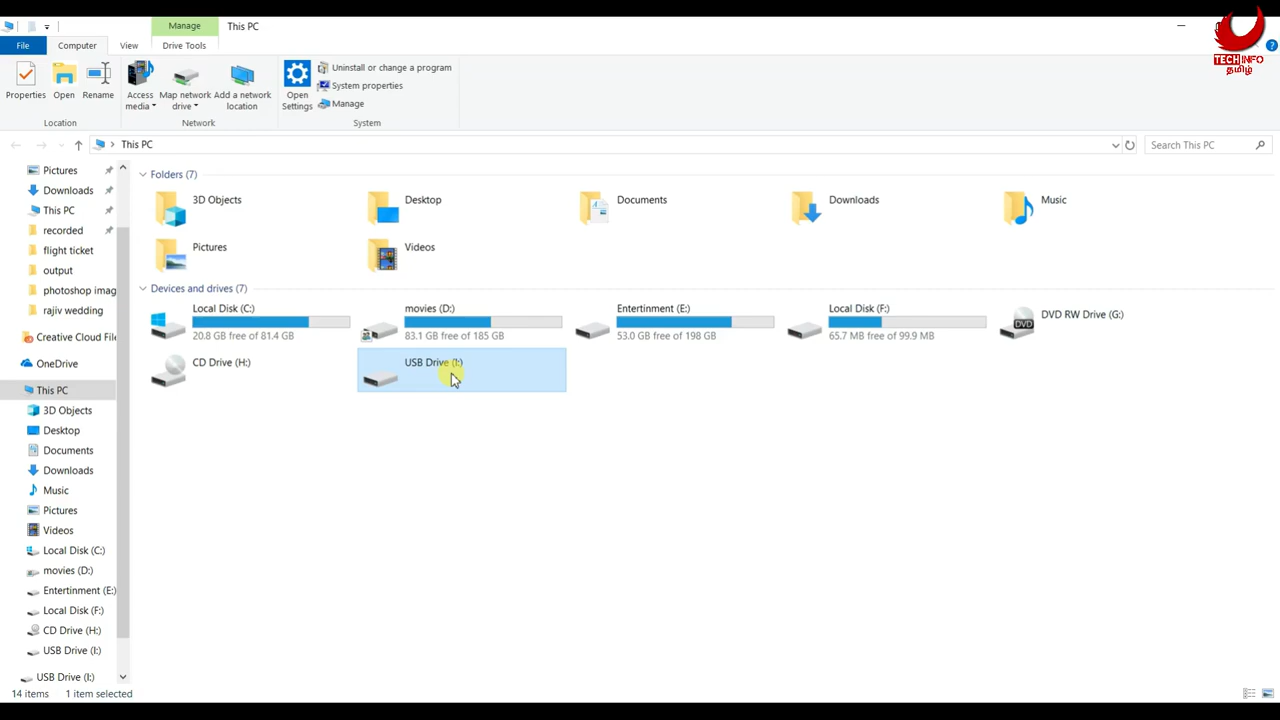 Manage
This PC
File
Computer
View
Drive Tools
Properties
Open
Rename
Access media
Map network drive
Add a network location
Open Settings
Uninstall or change a program
System properties
Manage
Location
Network
System
This PC
Search This PC
Pictures
Downloads
This PC
recorded
flight ticket
output
photoshop imag
rajiv wedding
Creative Cloud File
OneDrive
This PC
3D Objects
Desktop
Documents
Downloads
Music
Pictures
Videos
Local Disk (C:)
movies (D:)
Entertinment (E:)
Local Disk (F:)
CD Drive (H:)
USB Drive (I:)
USB Drive (I:)
Folders (7)
3D Objects
Desktop
Documents
Downloads
Music
Pictures
Videos
Devices and drives (7)
Local Disk (C:)
20.8 GB free of 81.4 GB
movies (D:)
83.1 GB free of 185 GB
Entertinment (E:)
53.0 GB free of 198 GB
Local Disk (F:)
65.7 MB free of 99.9 MB
DVD RW Drive (G:)
DVD
CD Drive (H:)
USB Drive (I:)
14 items
1 item selected
TECH INFO
தமிழ்